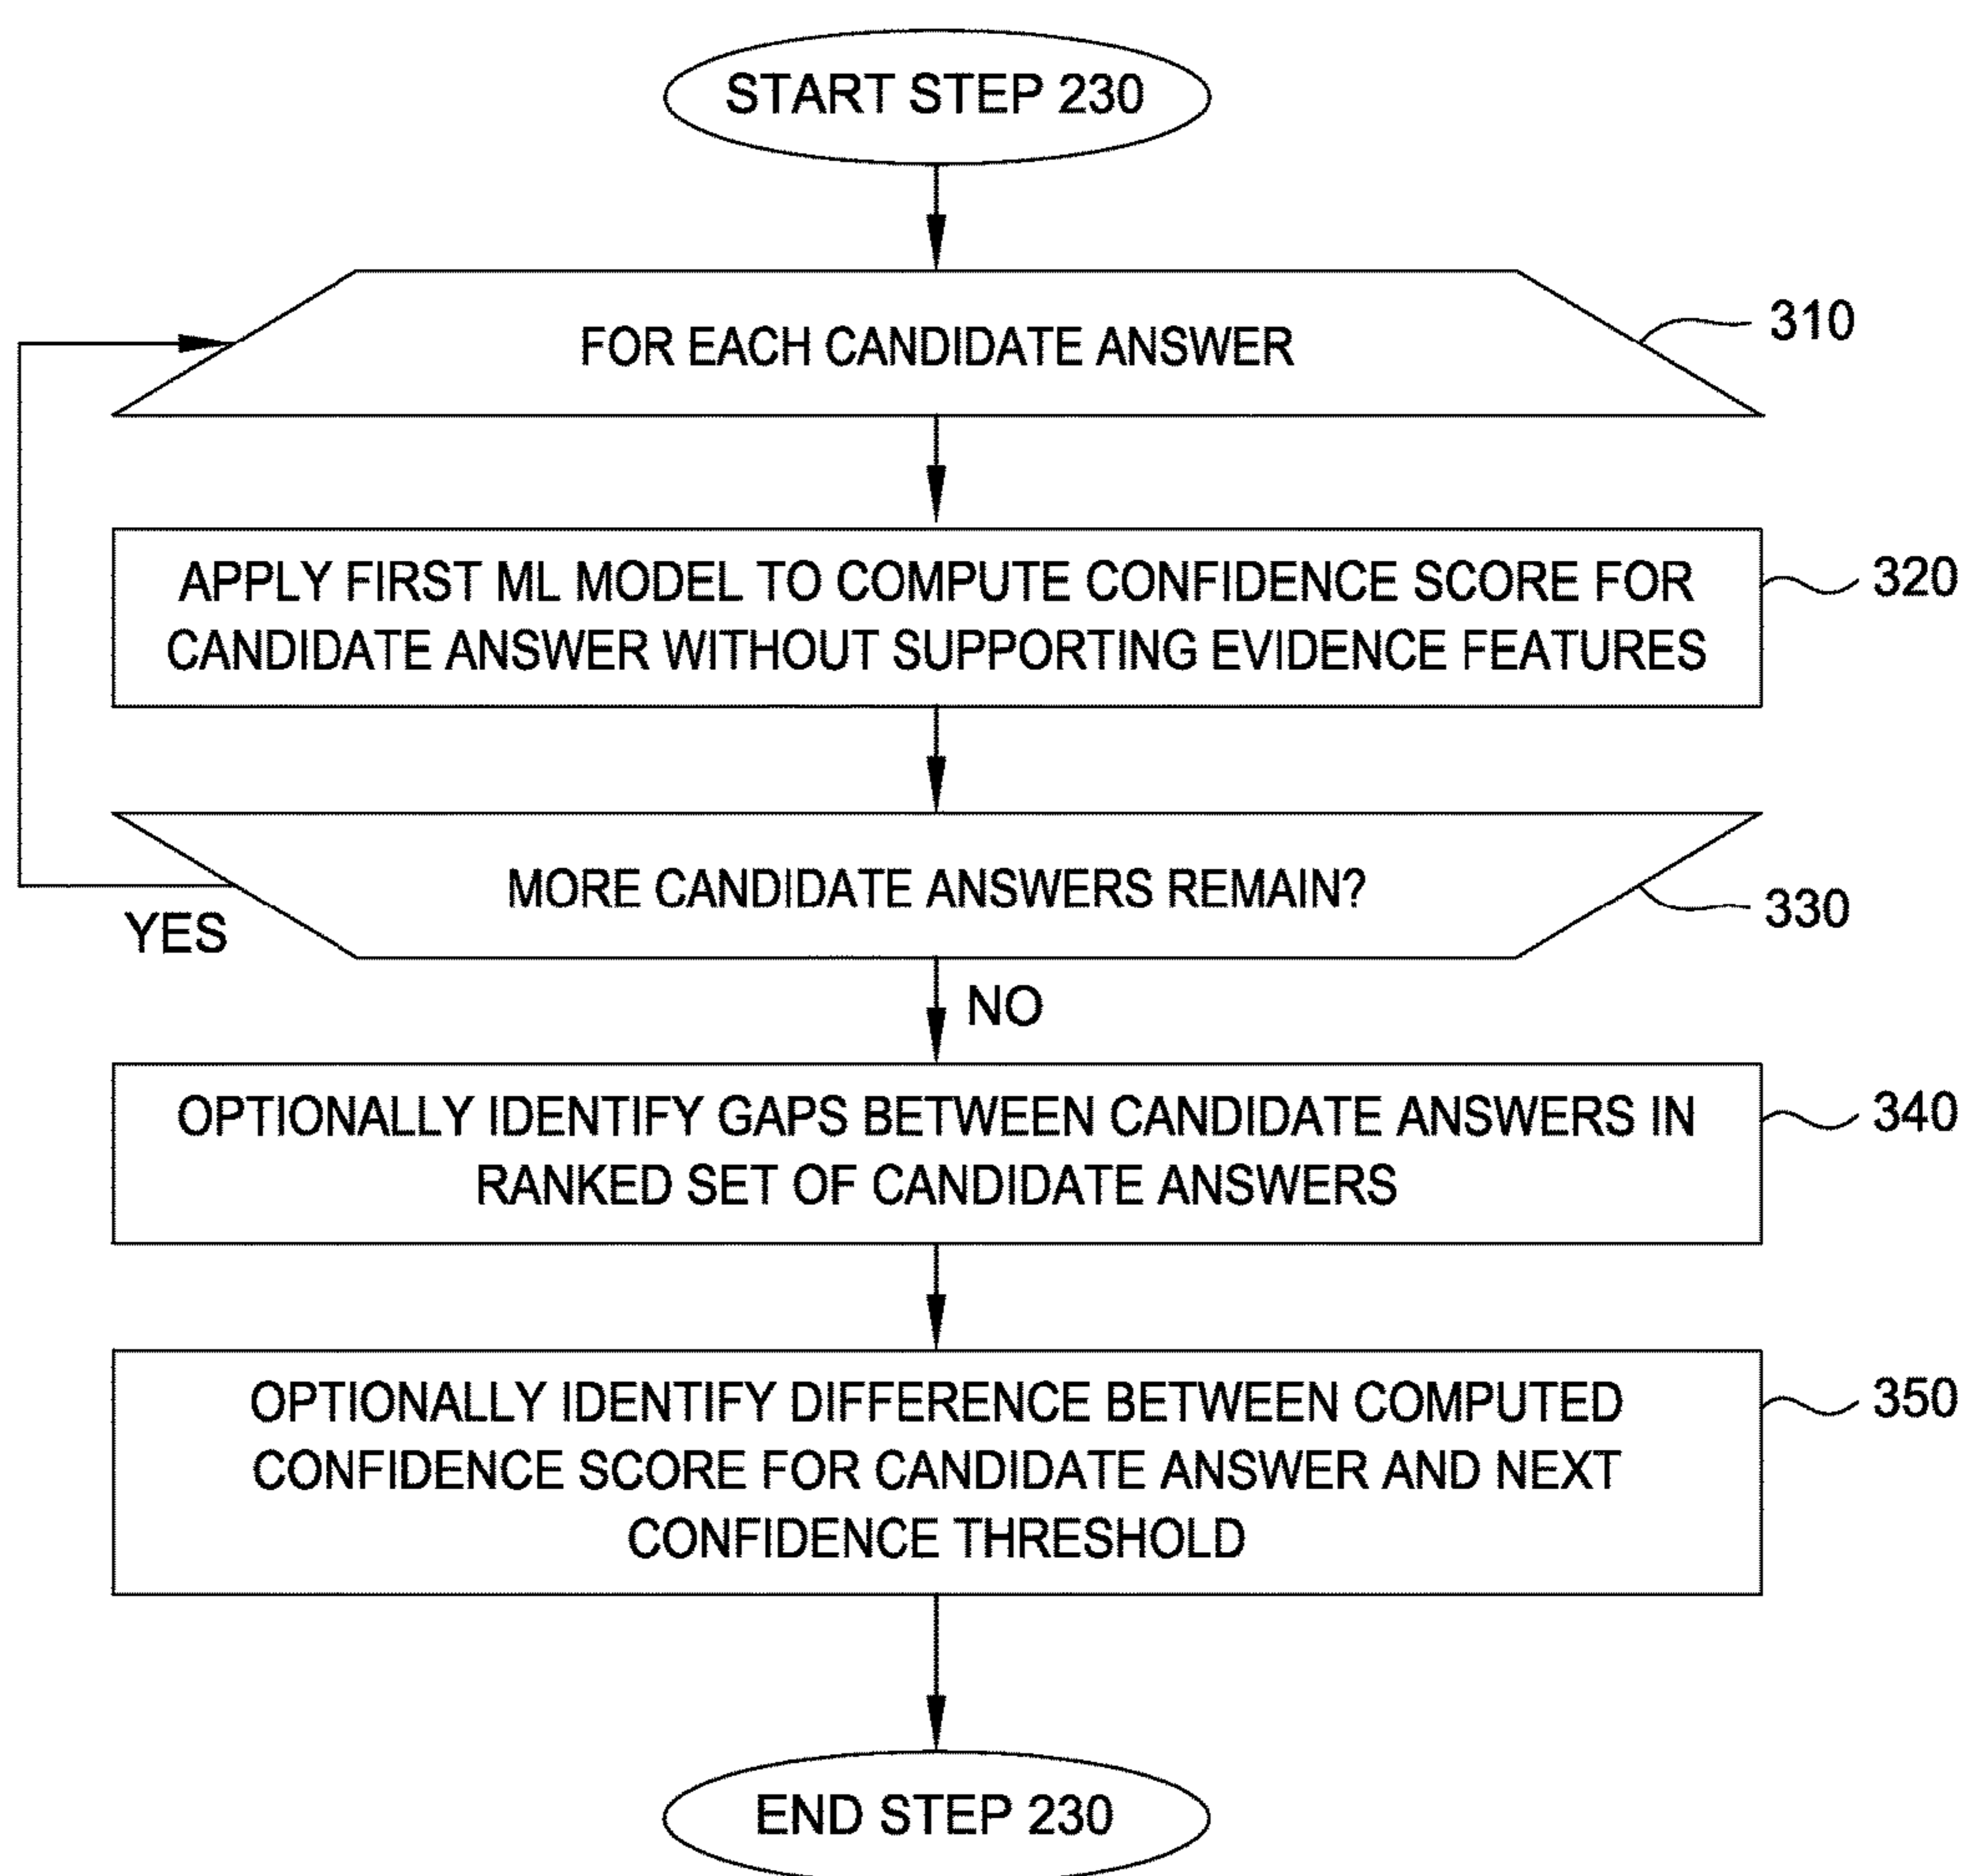 START STEP 230
FOR EACH CANDIDATE ANSWER
310
APPLY FIRST ML MODEL TO COMPUTE CONFIDENCE SCORE FOR
CANDIDATE ANSWER WITHOUT SUPPORTING EVIDENCE FEATURES
320
MORE CANDIDATE ANSWERS REMAIN?
330
YES
NO
OPTIONALLY IDENTIFY GAPS BETWEEN CANDIDATE ANSWERS IN
RANKED SET OF CANDIDATE ANSWERS
340
OPTIONALLY IDENTIFY DIFFERENCE BETWEEN COMPUTED
CONFIDENCE SCORE FOR CANDIDATE ANSWER AND NEXT
CONFIDENCE THRESHOLD
350
END STEP 230